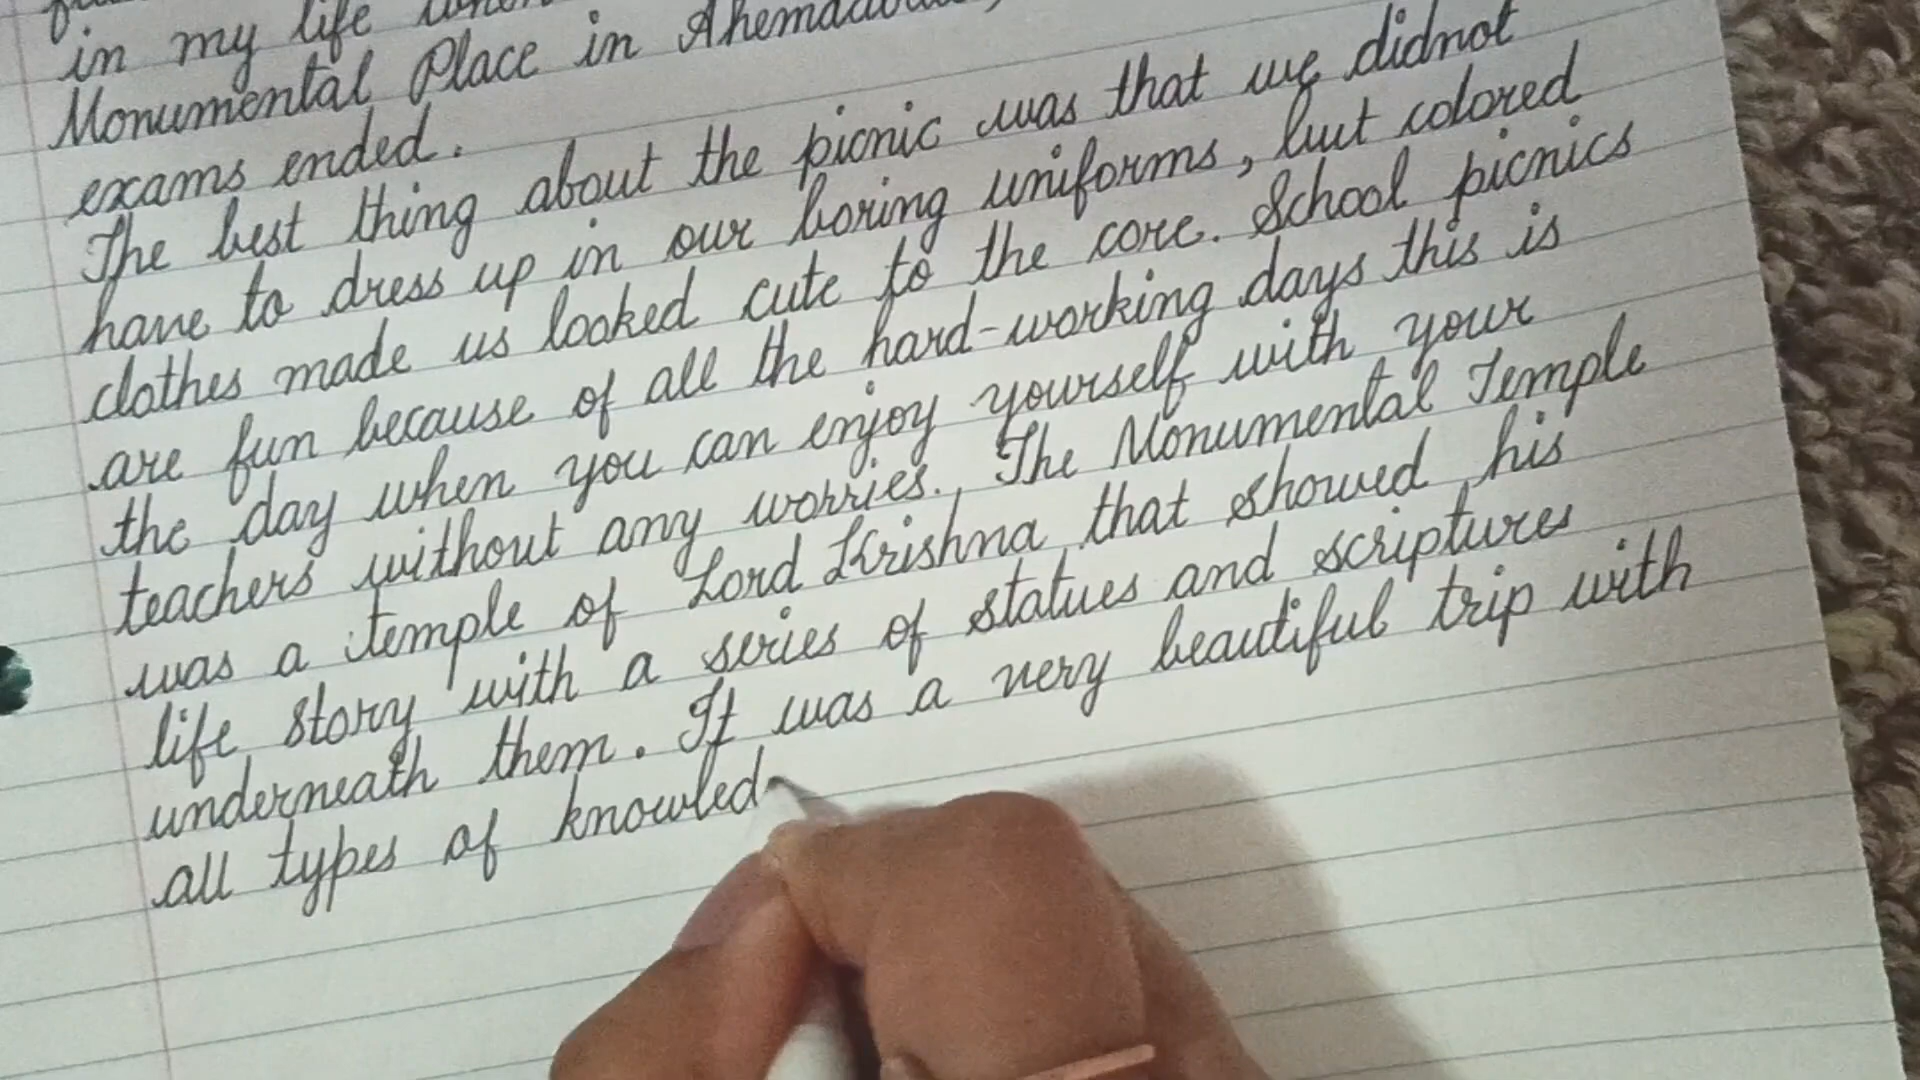 in my life when
Monumental Place in Ahemadabad,
exams ended.
The best thing about the picnic was that we didnot
have to dress up in our boring uniforms, but colored
clothes made us looked cute to the core. School picnics
are fun because of all the hard-working days this is
the day when you can enjoy yourself with your
teachers without any worries. The Monumental Temple
was a temple of Lord Krishna that showed his
life story with a series of statues and scriptures
underneath them. It was a very beautiful trip with
all types of knowled